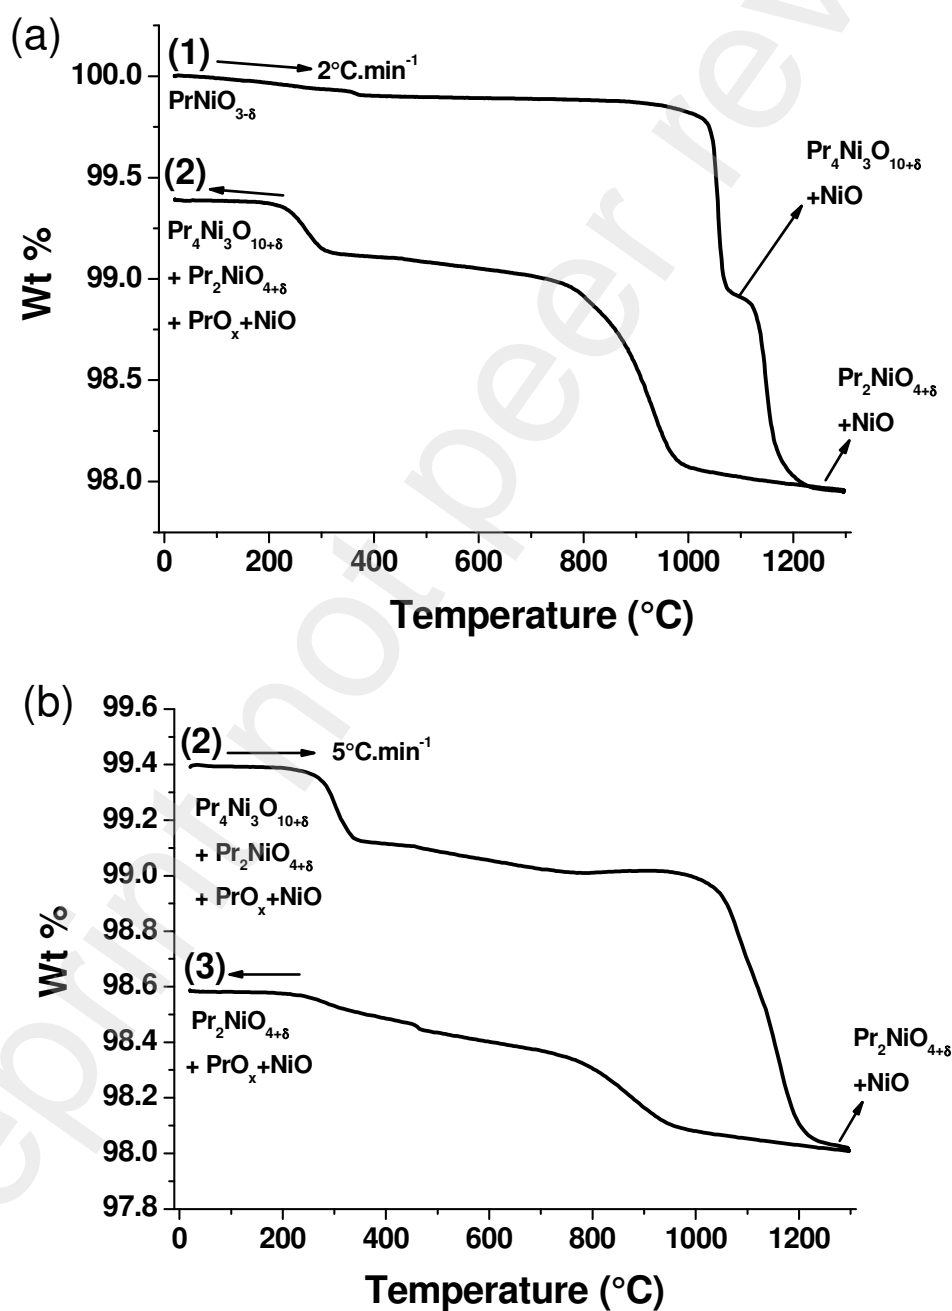 (a)
(1) 2°C.min-1
100.0
PrNiO3-δ
99.5
(2)
Pr4Ni3O10+δ
+NiO
Pr4Ni3O10+δ
+ Pr2NiO4+δ
+ PrOx+NiO
99.0
98.5
98.0
Wt %
Pr2NiO4+δ
+NiO
0 200 400 600 800 1000 1200
Temperature (°C)
(b)
99.6
(2) 5°C.min-1
99.4
Pr4Ni3O10+δ
+ Pr2NiO4+δ
+ PrOx+NiO
99.2
99.0
98.8
98.6
98.4
98.2
98.0
97.8
Wt %
(3)
Pr2NiO4+δ
+ PrOx+NiO
Pr2NiO4+δ
+NiO
0 200 400 600 800 1000 1200
Temperature (°C)
eprint not peer rev